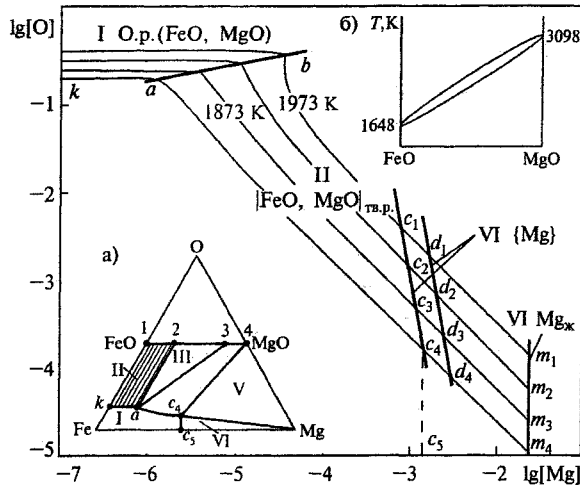 lg[O]
I О.р.(FeO, MgO)
б)
T,K
3098
1648
FeO
MgO
k
a
b
1873 K
1973 K
II
|FeO, MgO|тв.р.
VI {Mg}
c1
d1
c2
d2
c3
d3
c4
d4
VI Mgж
m1
m2
m3
m4
c5
а)
O
FeO
1
2
3
4
MgO
II
III
V
k
a
I
c4
c5
VI
Fe
Mg
-1
-2
-3
-4
-5
-7
-6
-5
-4
-3
-2
lg[Mg]